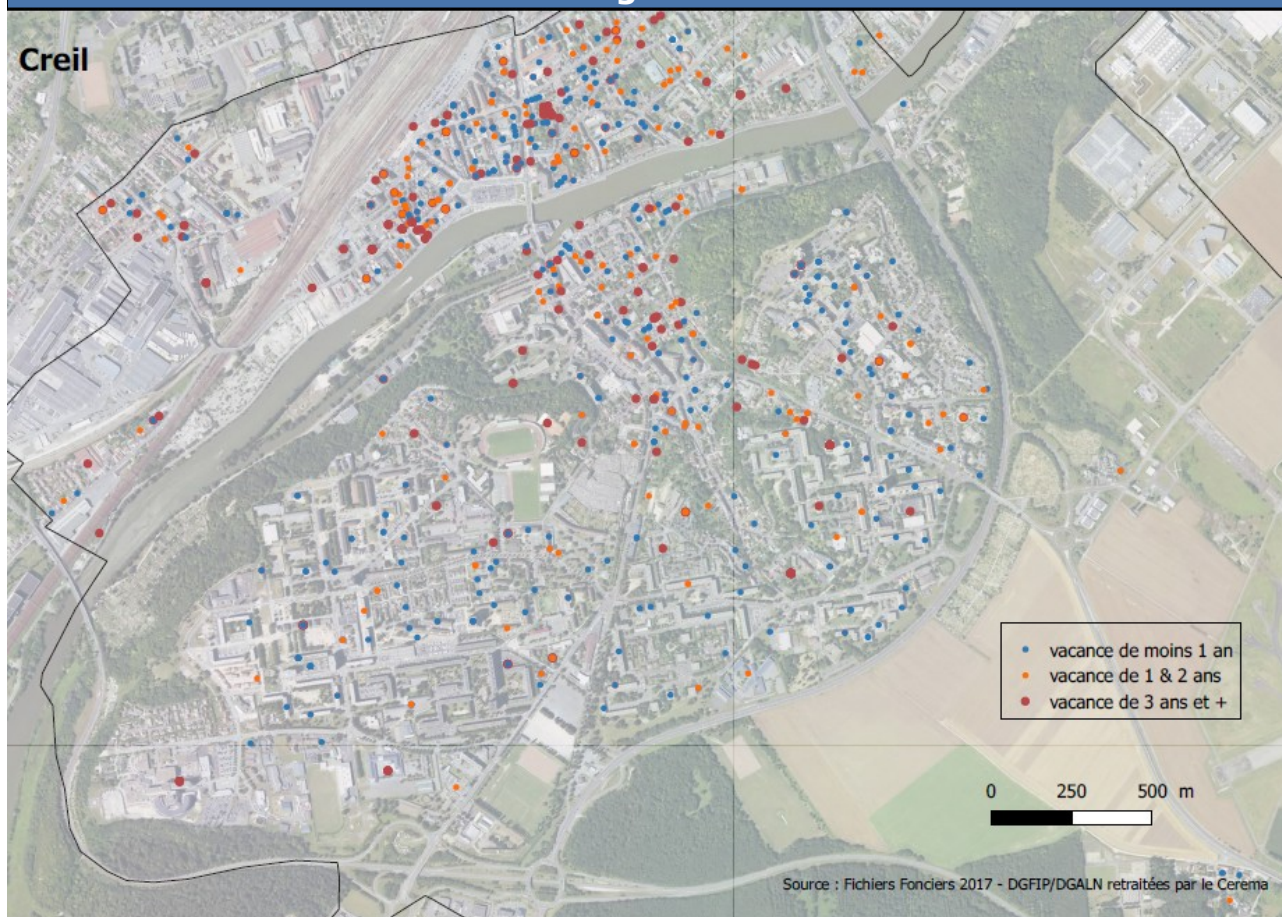 Creil
vacance de moins 1 an
vacance de 1 & 2 ans
vacance de 3 ans et +
0 250 500 m
Source : Fichiers Fonciers 2017 - DGFIP/DGALN retraitées par le Cerema